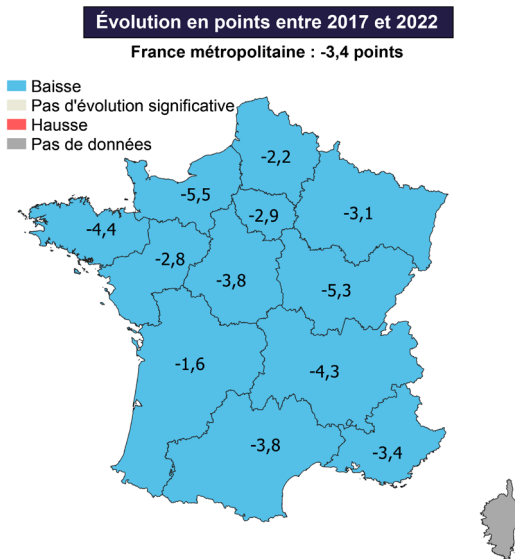 Évolution en points entre 2017 et 2022
France métropolitaine : -3,4 points
Baisse
Pas d'évolution significative
Hausse
Pas de données
-2,2
-5,5
-2,9
-3,1
-4,4
-2,8
-3,8
-5,3
-1,6
-4,3
-3,8
-3,4